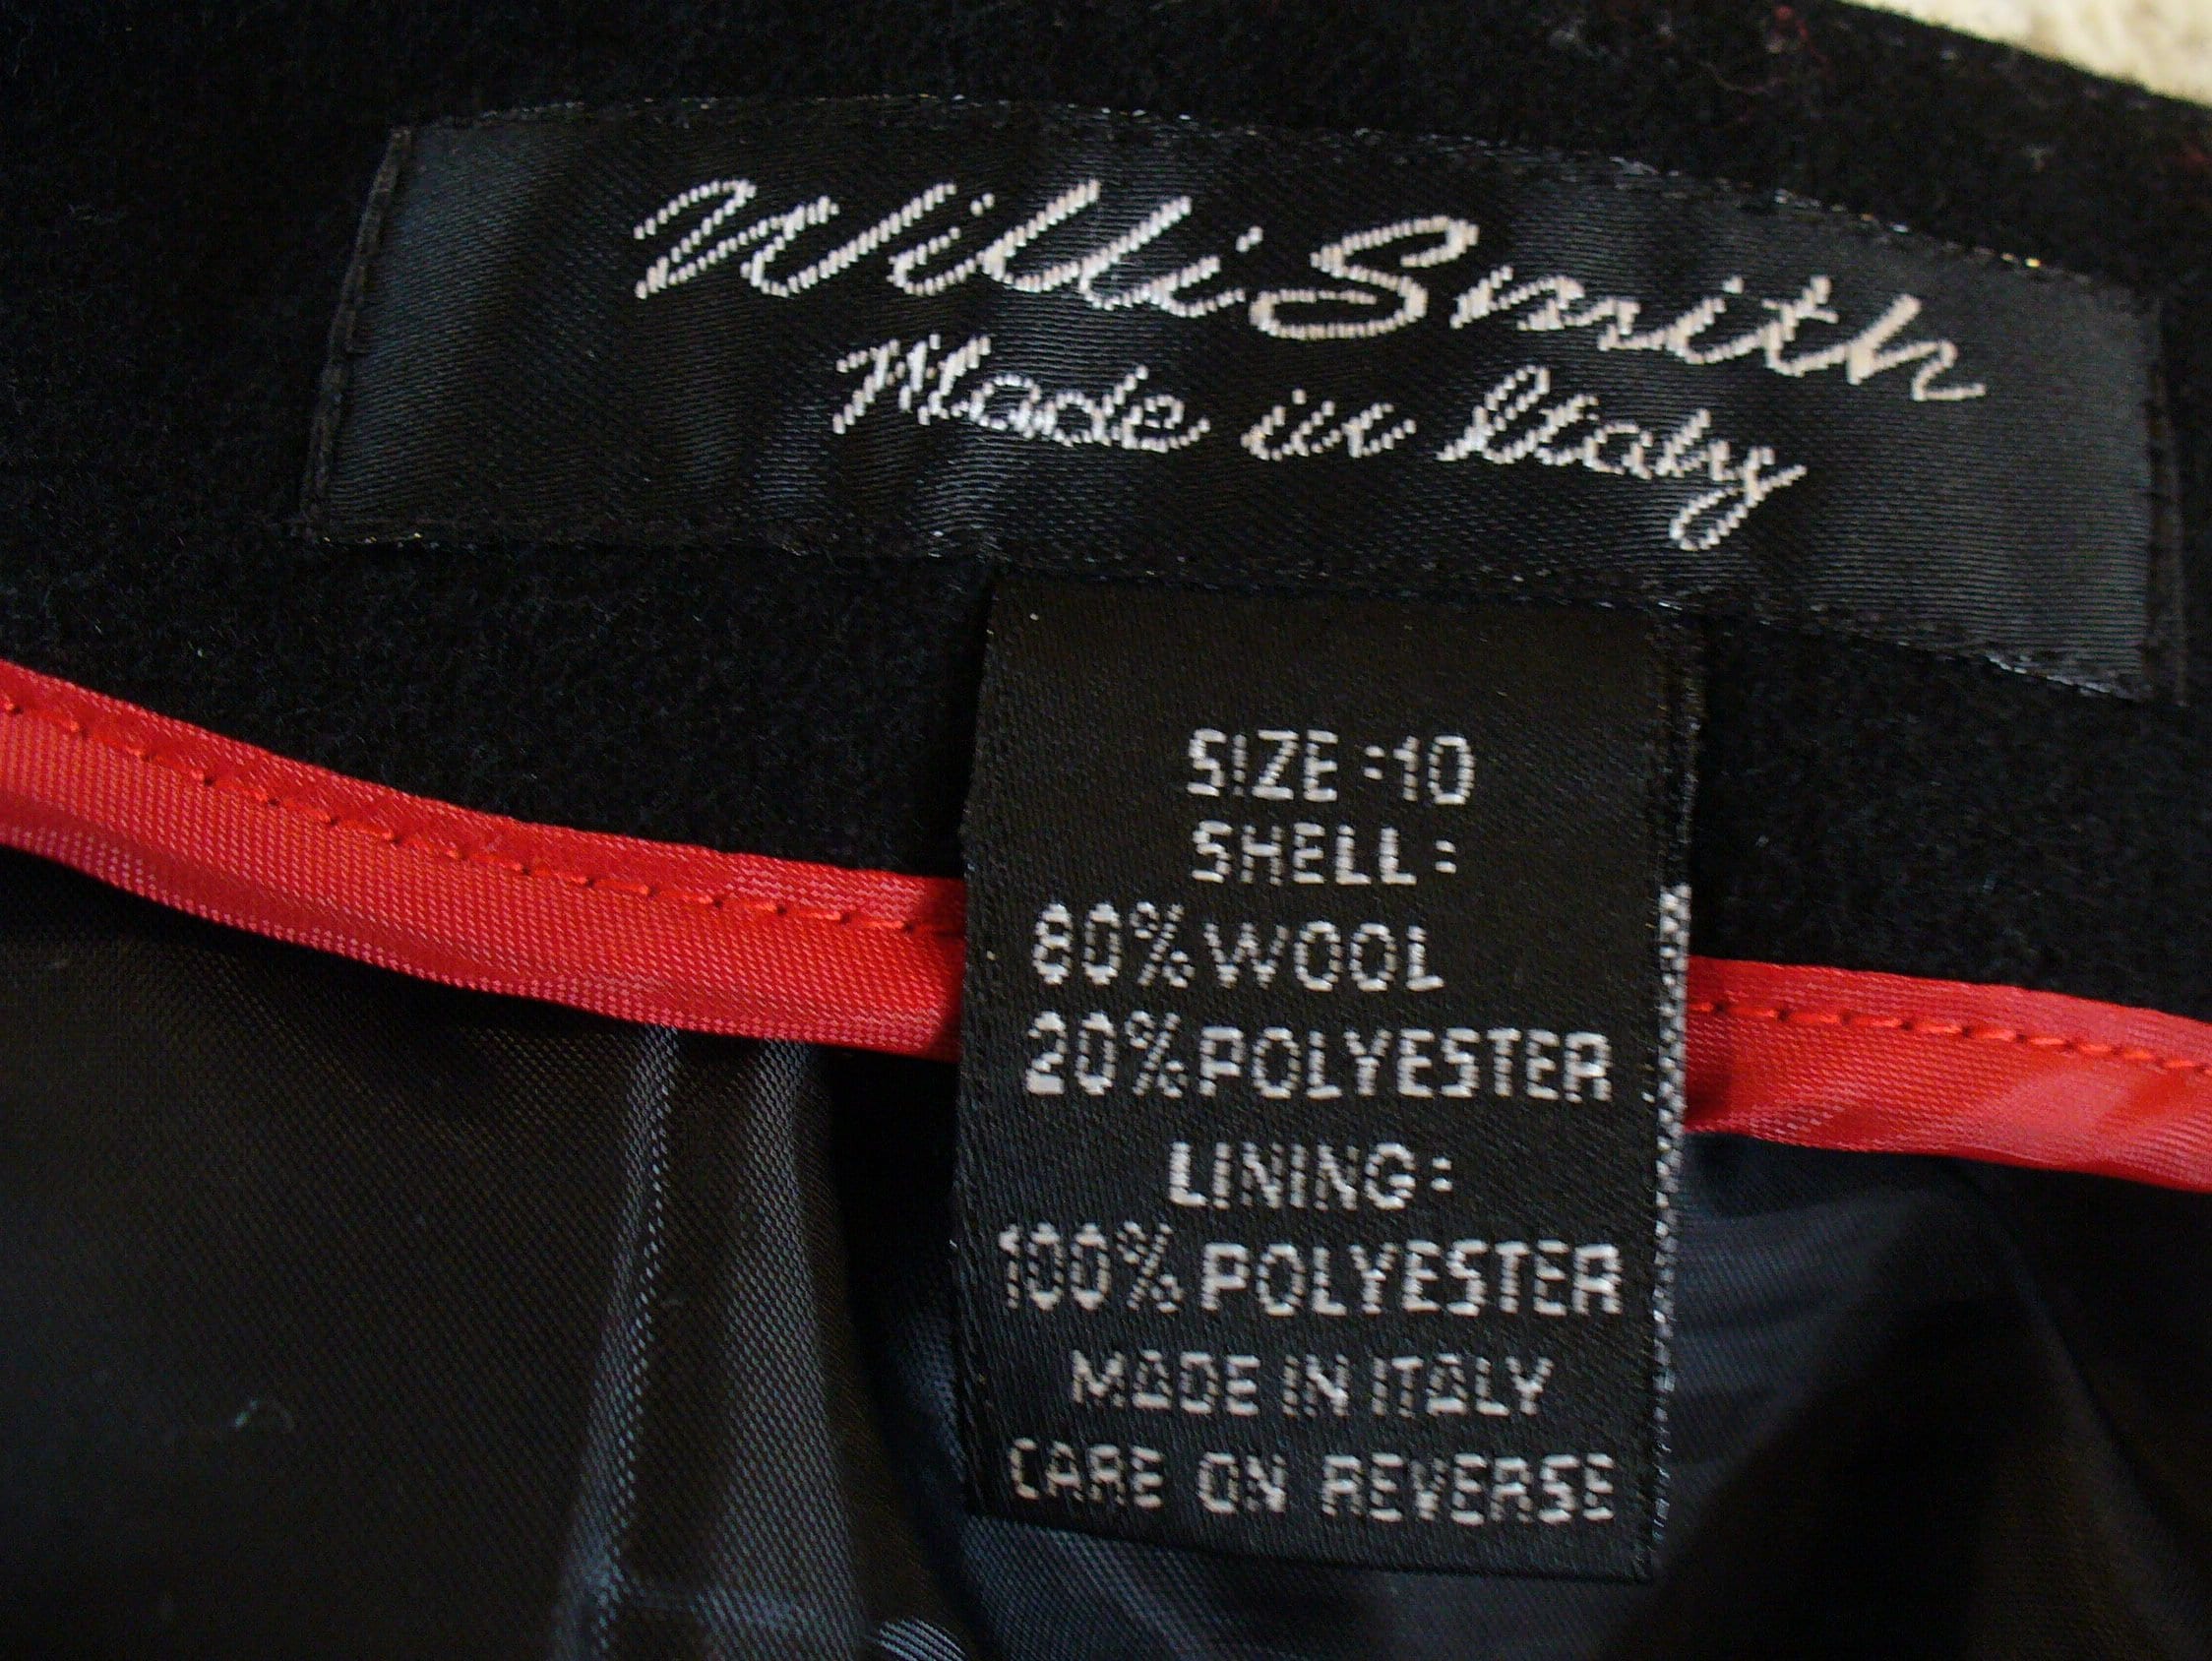 WilliSmith
Made in Italy
SIZE:10
SHELL:
80%WOOL
20%POLYESTER
LINING:
100%POLYESTER
MADE IN ITALY
CARE ON REVERSE